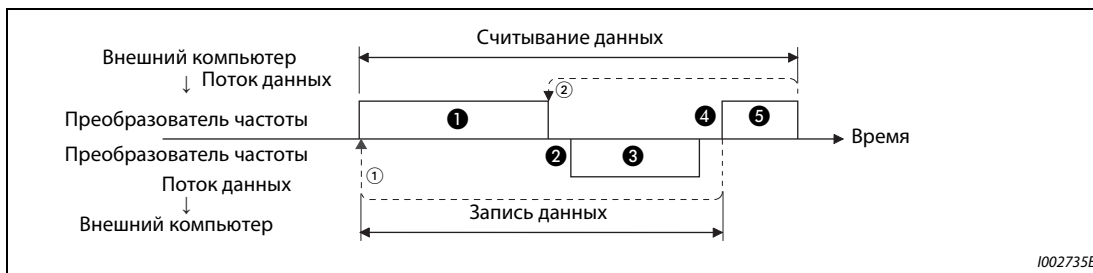 Считывание данных
Внешний компьютер
↓ Поток данных
②
Преобразователь частоты
❶ ❹ ❺
Время
Преобразователь частоты
❷ ❸
①
Поток данных
↓
Внешний компьютер
Запись данных
I002735E